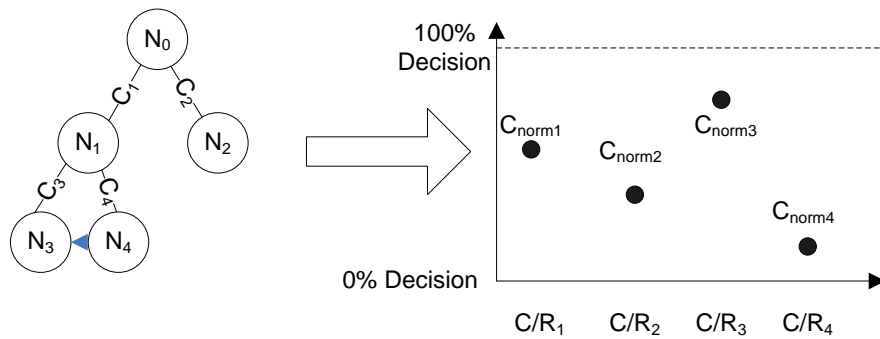 N₀
C₁
C₂
N₁
N₂
C₃
C₄
N₃
N₄
100%
Decision
Cnorm1
Cnorm2
Cnorm3
Cnorm4
0% Decision
C/R₁
C/R₂
C/R₃
C/R₄